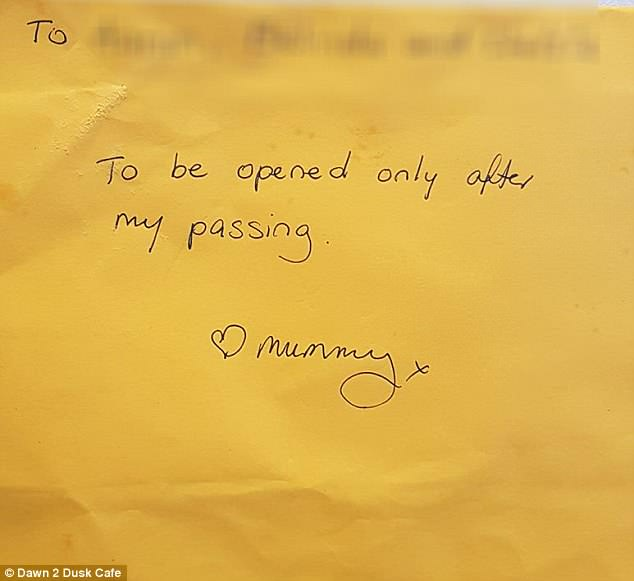 To
To be opened only after
my passing.
♡ mummy x
© Dawn 2 Dusk Cafe